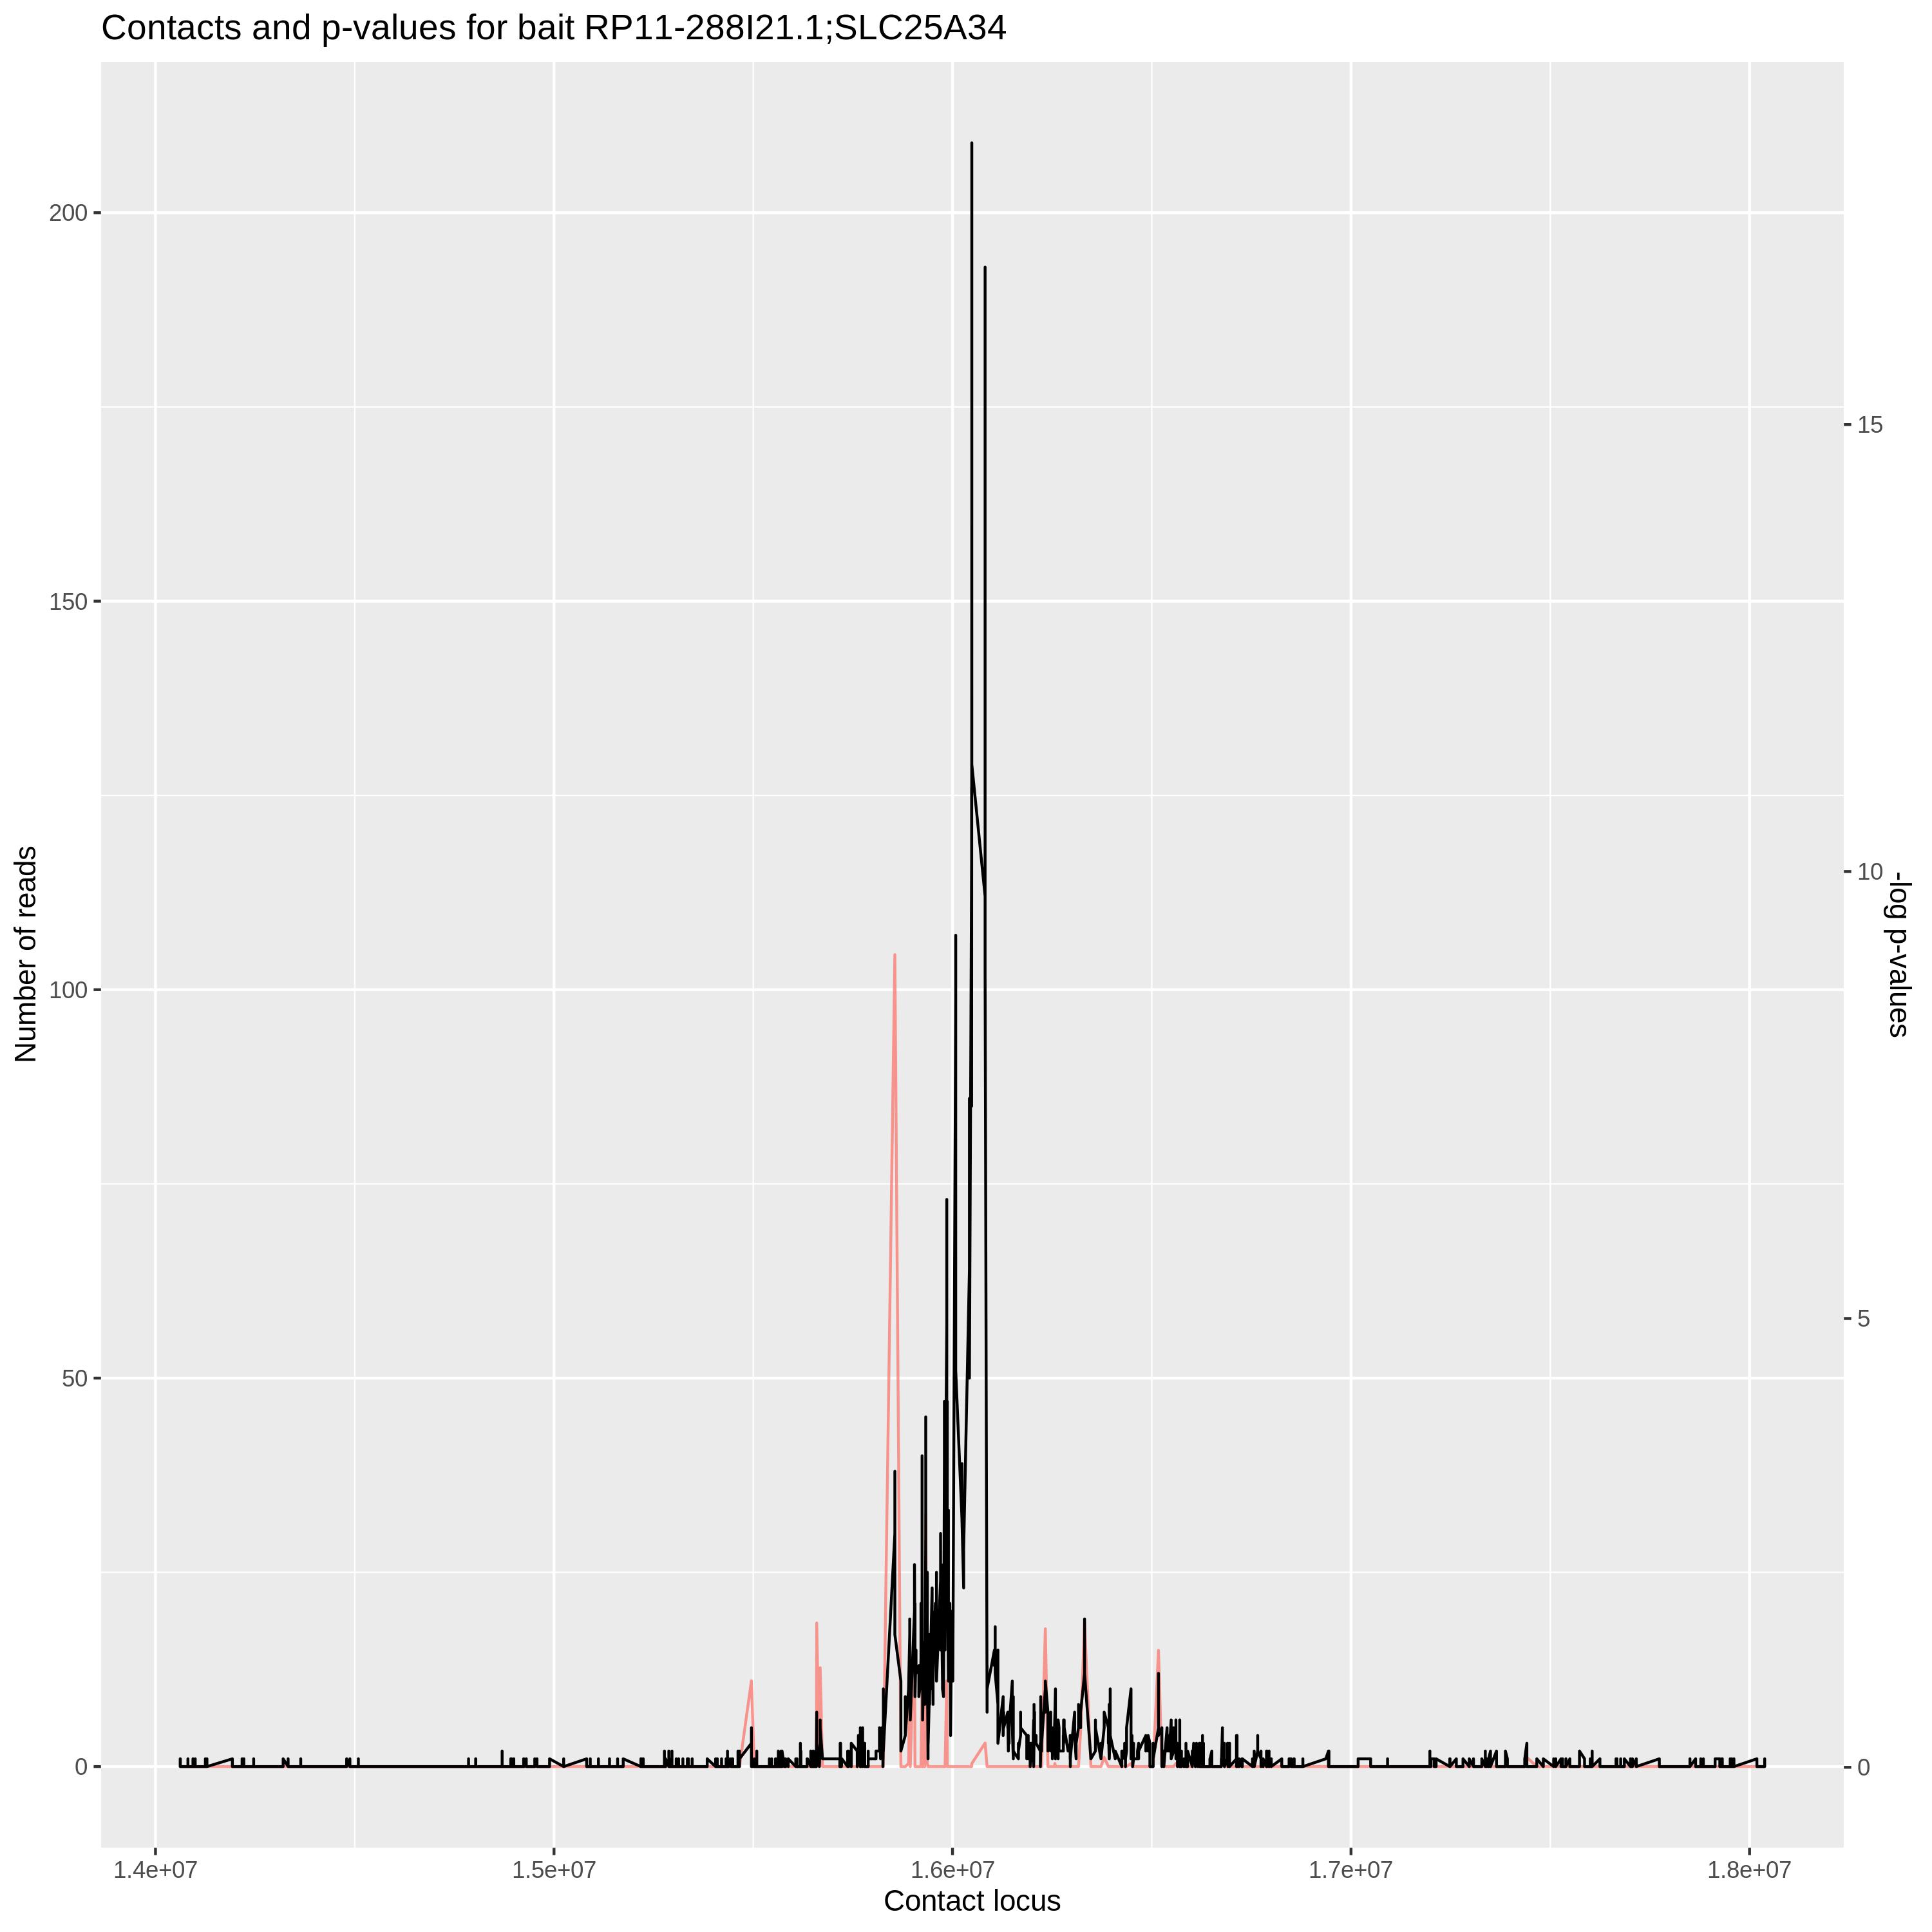 Contacts and p-values for bait RP11-288I21.1;SLC25A34
200
150
100
50
0
Number of reads
15
10
5
0
-log p-values
1.4e+07 1.5e+07 1.6e+07 1.7e+07 1.8e+07
Contact locus